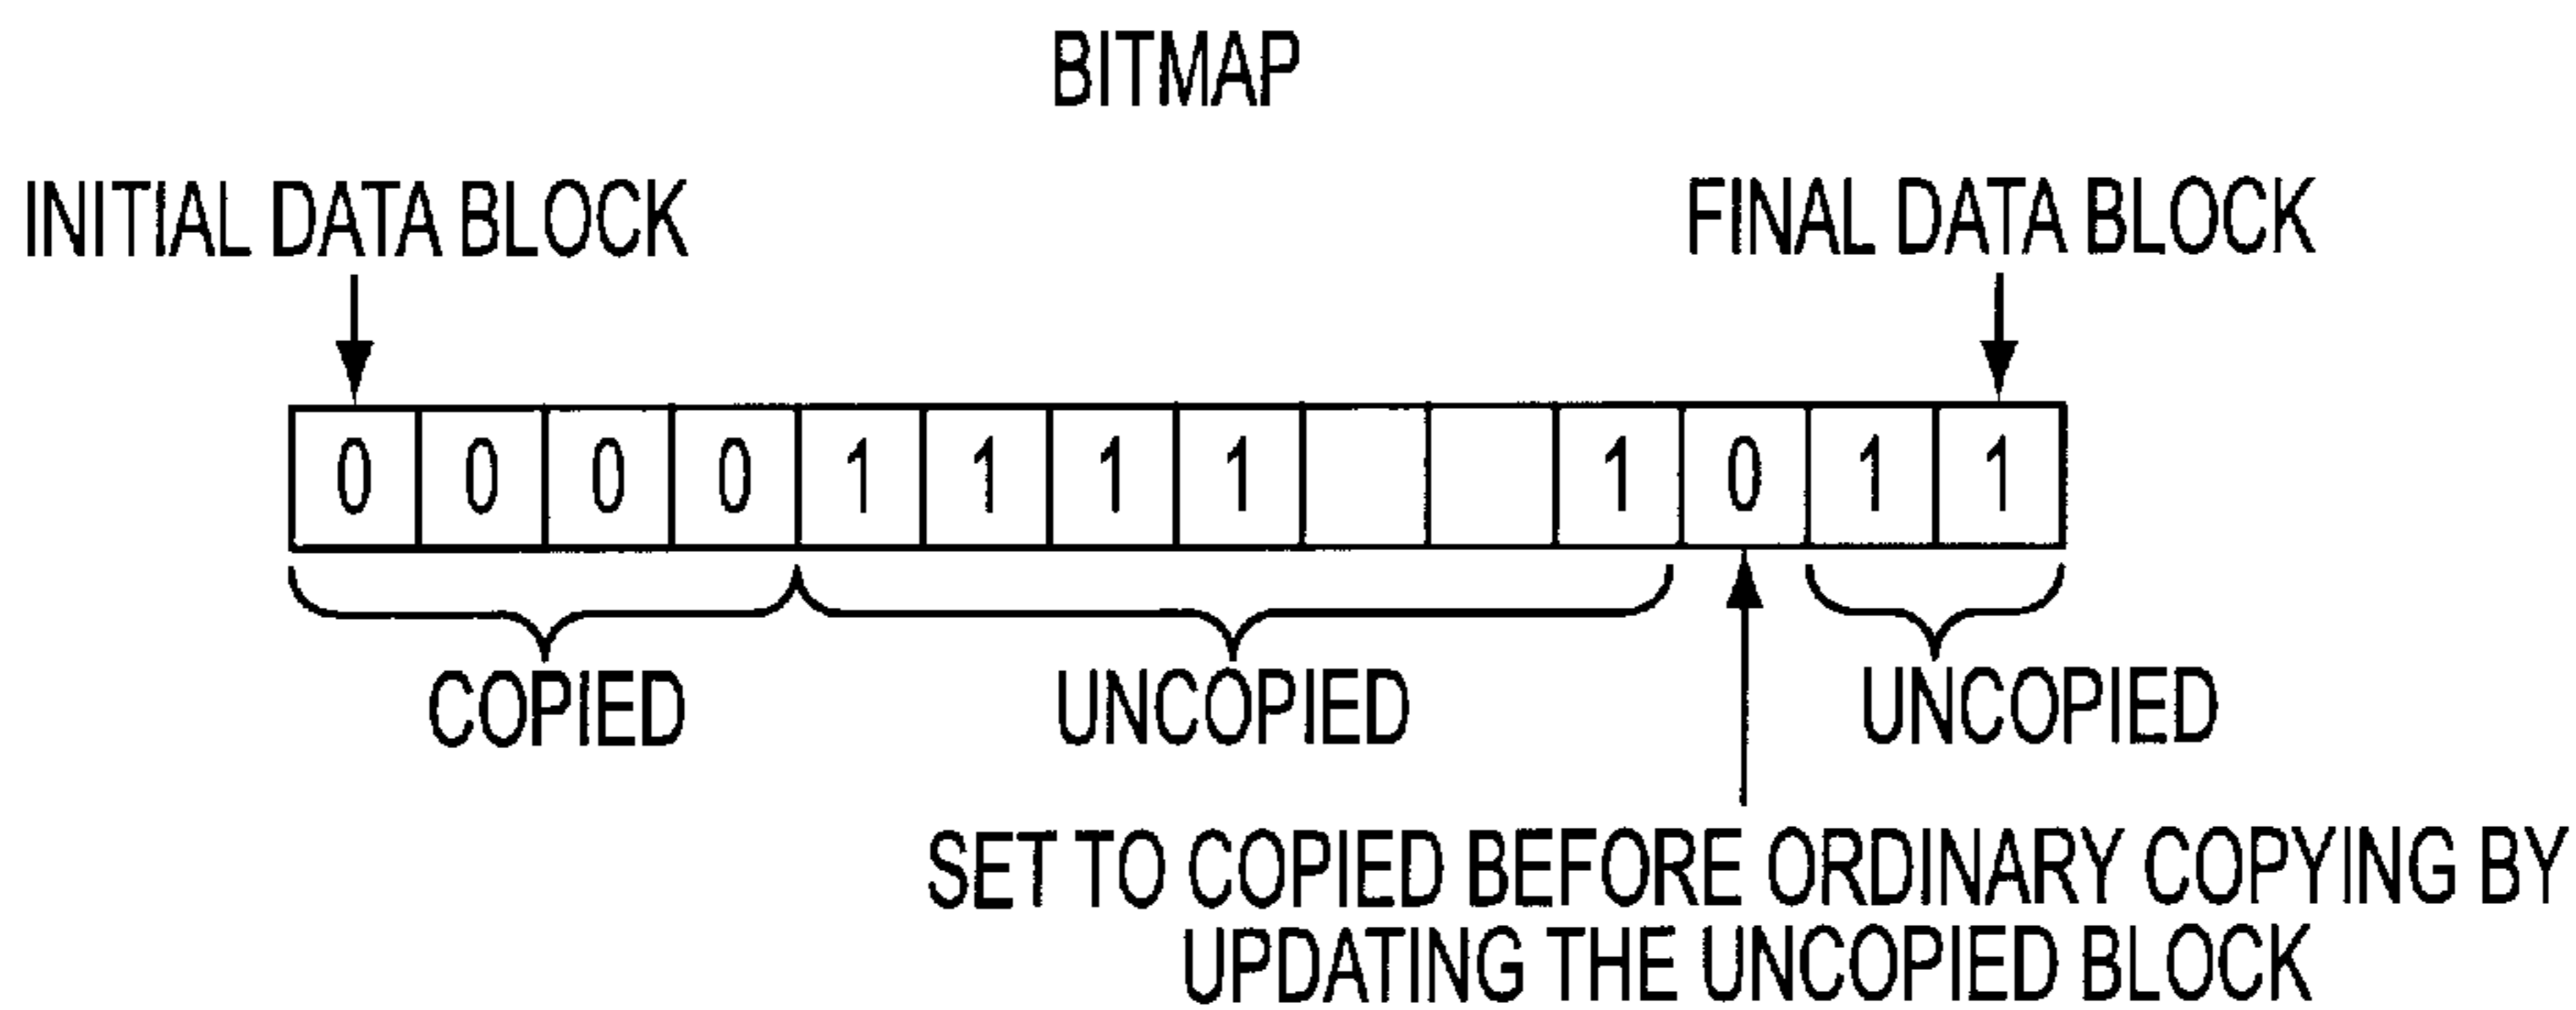 BITMAP
INITIAL DATA BLOCK
FINAL DATA BLOCK
0 0 0 0 1 1 1 1 1 0 1 1
COPIED
UNCOPIED
UNCOPIED
SET TO COPIED BEFORE ORDINARY COPYING BY
UPDATING THE UNCOPIED BLOCK